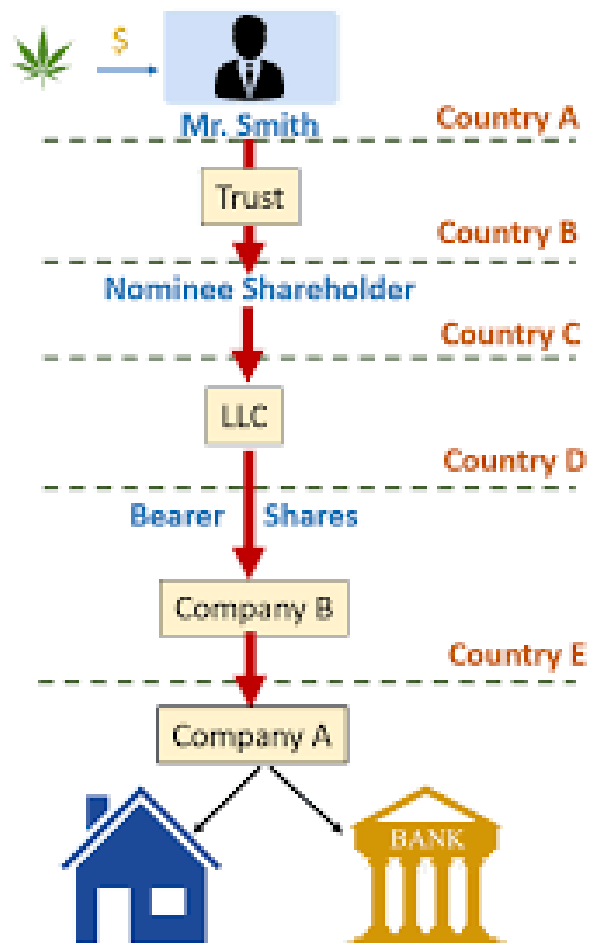 $
Mr. Smith
Country A
Trust
Country B
Nominee Shareholder
Country C
LLC
Country D
Bearer Shares
Company B
Country E
Company A
BANK